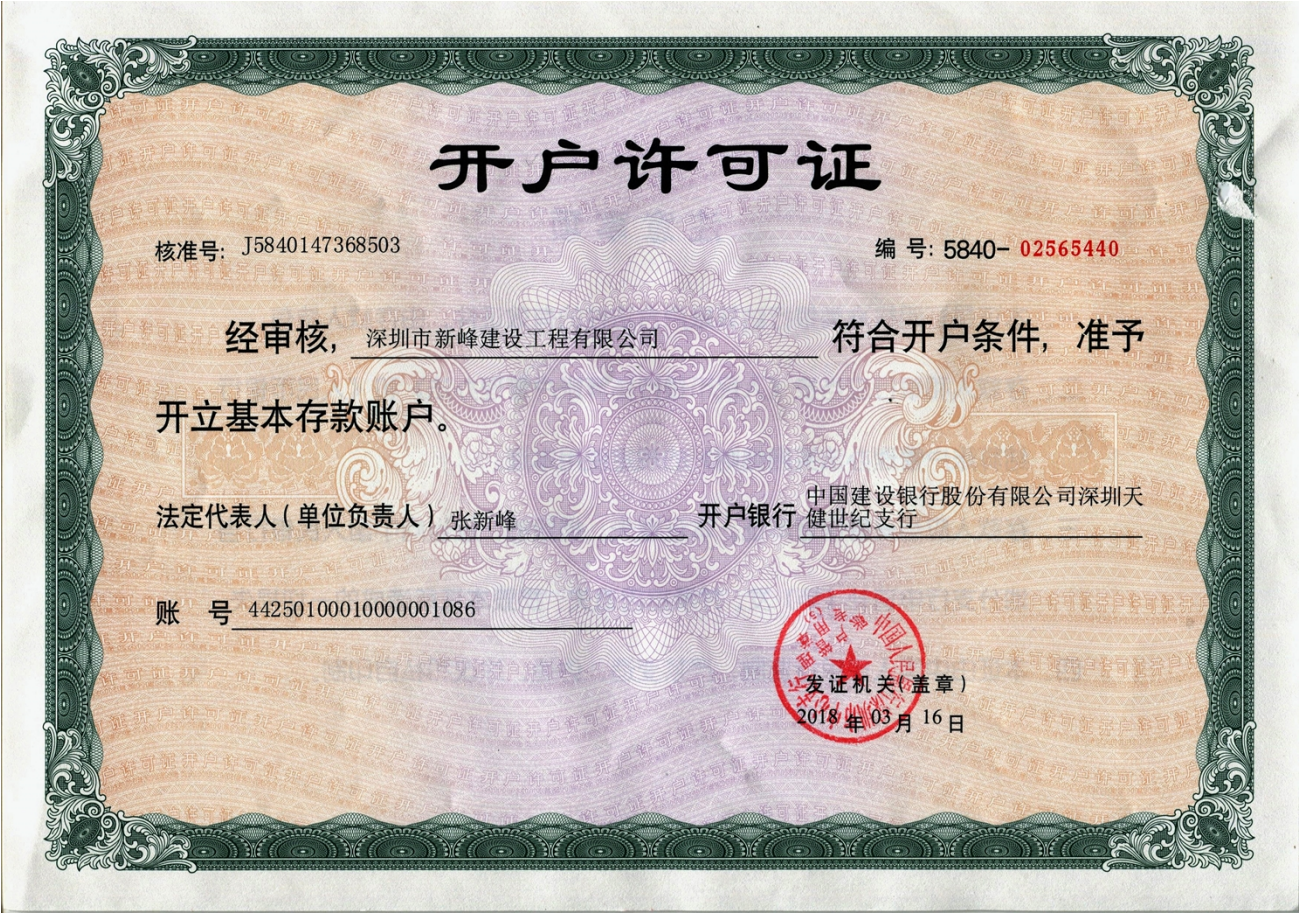 开户许可证
核准号: J5840147368503
编 号: 5840- 02565440
经审核, 深圳市新峰建设工程有限公司 符合开户条件, 准予
开立基本存款账户。
法定代表人(单位负责人) 张新峰
开户银行 中国建设银行股份有限公司深圳天
健世纪支行
账 号 44250100010000001086
发证机关(盖章)
2018 年 03 月 16 日